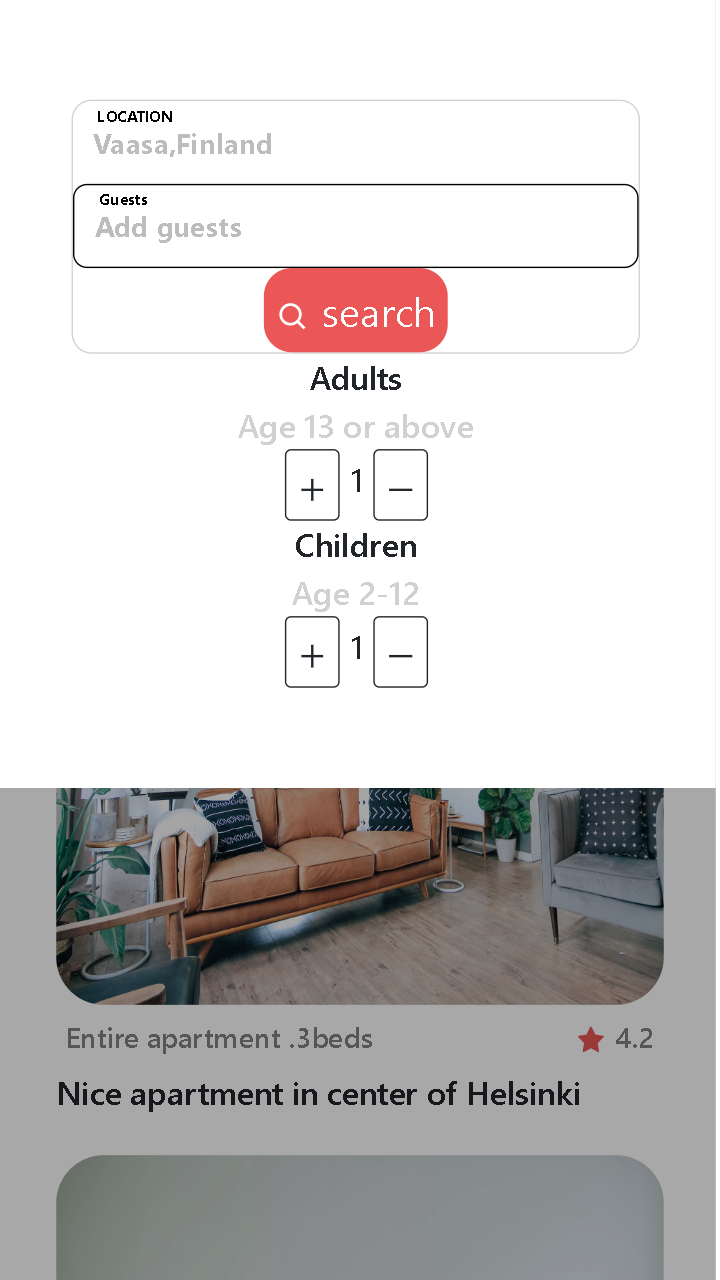 LOCATION
Vaasa,Finland
Guests
Add guests
search
Adults
Age 13 or above
+ 1 −
Children
Age 2-12
+ 1 −
Entire apartment .3beds 4.2
Nice apartment in center of Helsinki